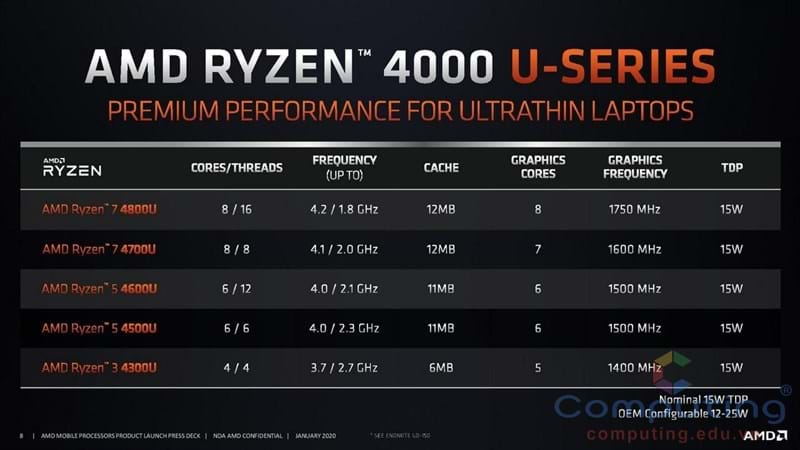 AMD RYZEN™ 4000 U-SERIES
PREMIUM PERFORMANCE FOR ULTRATHIN LAPTOPS
AMD RYZEN CORES/THREADS FREQUENCY (UP TO) CACHE GRAPHICS CORES GRAPHICS FREQUENCY TDP
AMD Ryzen™ 7 4800U 8 / 16 4.2 / 1.8 GHz 12MB 8 1750 MHz 15W
AMD Ryzen™ 7 4700U 8 / 8 4.1 / 2.0 GHz 12MB 7 1600 MHz 15W
AMD Ryzen™ 5 4600U 6 / 12 4.0 / 2.1 GHz 11MB 6 1500 MHz 15W
AMD Ryzen™ 5 4500U 6 / 6 4.0 / 2.3 GHz 11MB 6 1500 MHz 15W
AMD Ryzen™ 3 4300U 4 / 4 3.7 / 2.7 GHz 6MB 5 1400 MHz 15W
Nominal 15W TDP
OEM Configurable 12-25W
Computing
computing.edu.vn
8 | AMD MOBILE PROCESSORS PRODUCT LAUNCH PRESS DECK | NDA AMD CONFIDENTIAL | JANUARY 2020 * SEE ENDNOTE GD-150 AMD